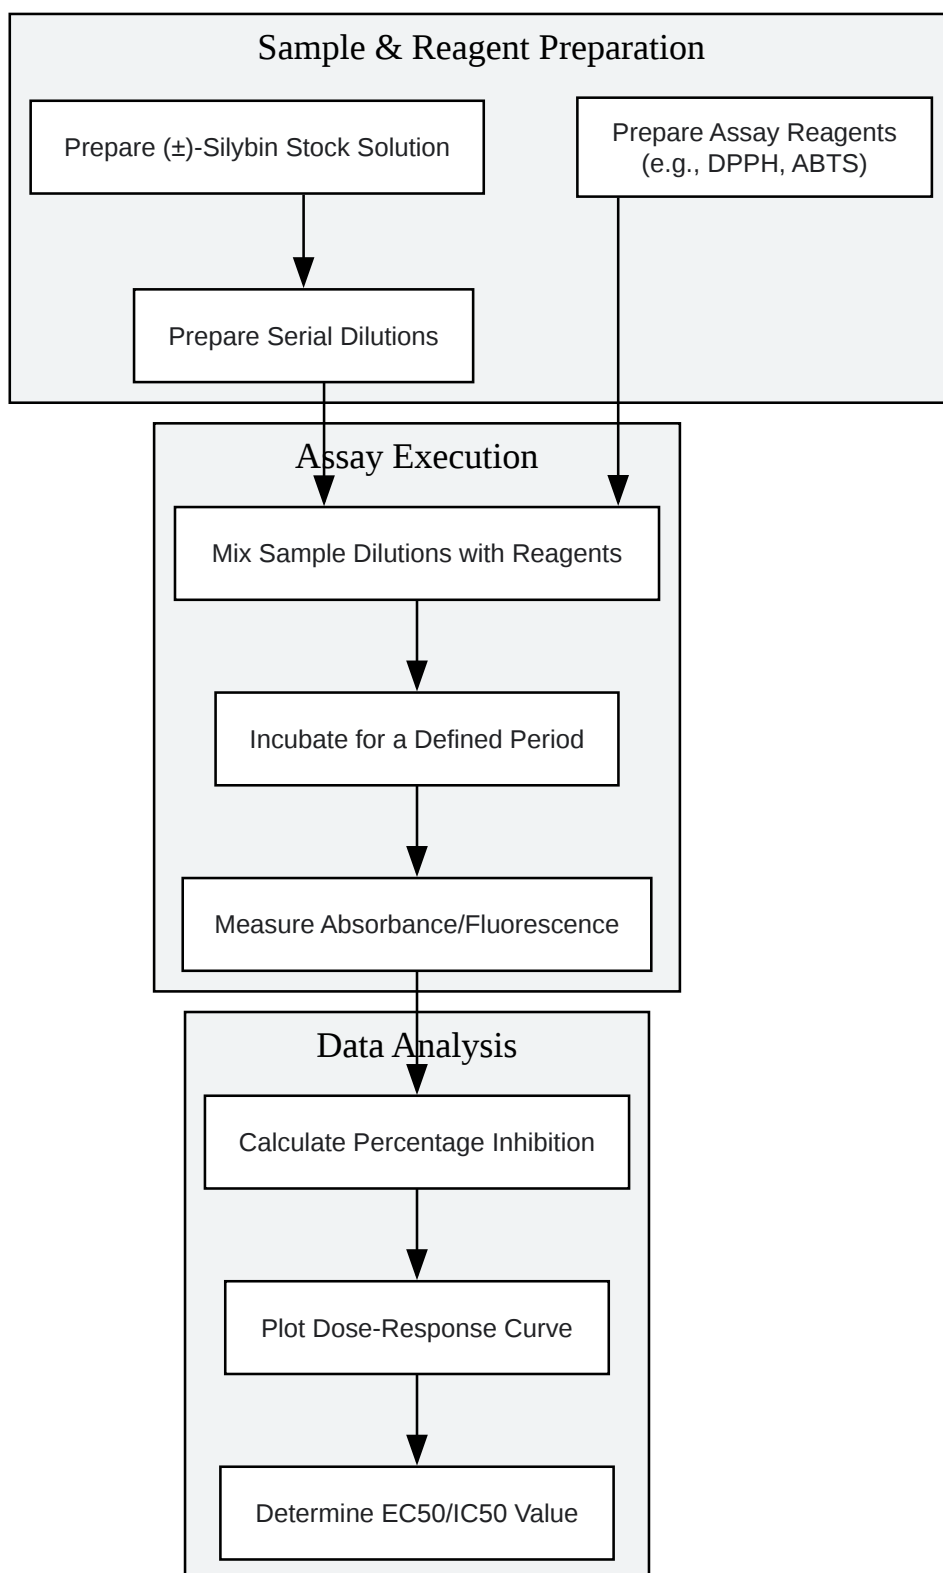 Sample & Reagent Preparation
Prepare (±)-Silybin Stock Solution
Prepare Assay Reagents
(e.g., DPPH, ABTS)
Prepare Serial Dilutions
Assay Execution
Mix Sample Dilutions with Reagents
Incubate for a Defined Period
Measure Absorbance/Fluorescence
Data Analysis
Calculate Percentage Inhibition
Plot Dose-Response Curve
Determine EC50/IC50 Value